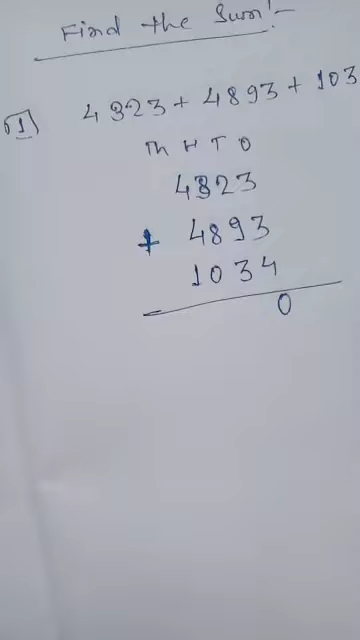 Find the Sum!-
1) 4323 + 4893 + 103
Th H T O
4323
+ 4893
1034
0